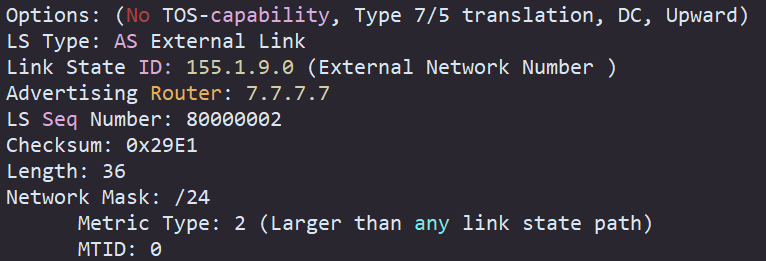 Options: (No TOS-capability, Type 7/5 translation, DC, Upward)
LS Type: AS External Link
Link State ID: 155.1.9.0 (External Network Number )
Advertising Router: 7.7.7.7
LS Seq Number: 80000002
Checksum: 0x29E1
Length: 36
Network Mask: /24
Metric Type: 2 (Larger than any link state path)
MTID: 0